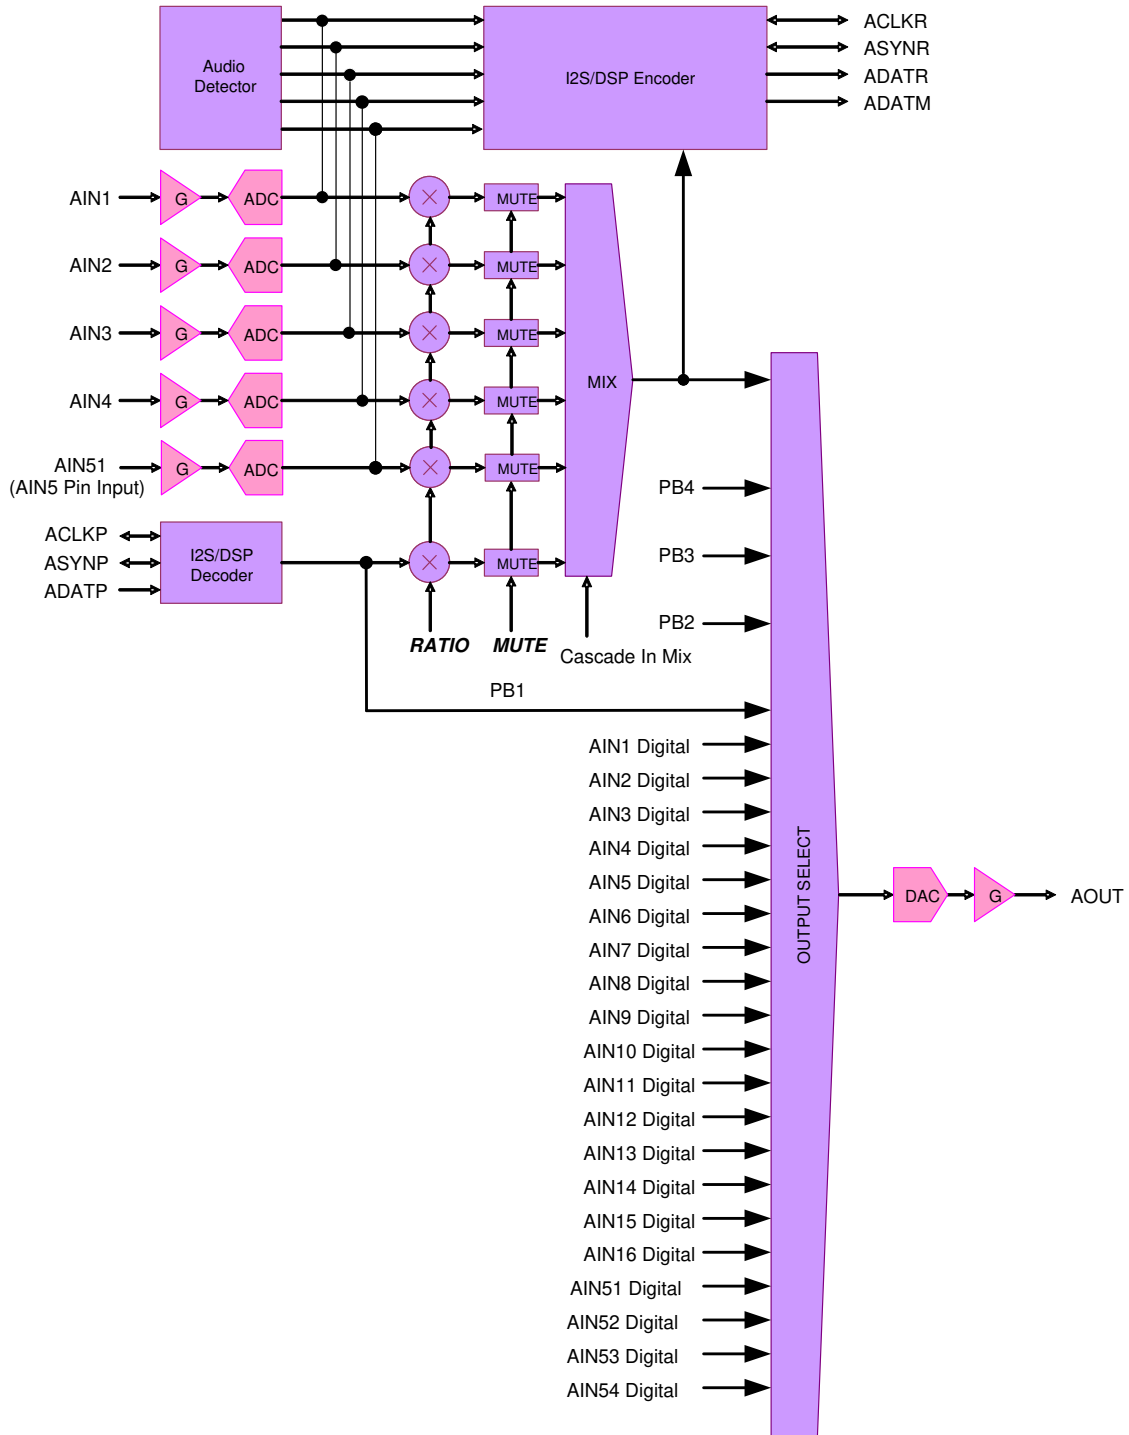 Audio
Detector
I2S/DSP Encoder
ACLKR
ASYNR
ADATR
ADATM
AIN1
G
ADC
MUTE
AIN2
G
ADC
MUTE
AIN3
G
ADC
MUTE
MIX
AIN4
G
ADC
MUTE
AIN51
(AIN5 Pin Input)
G
ADC
MUTE
PB4
ACLKP
ASYNP
ADATP
I2S/DSP
Decoder
MUTE
PB3
PB2
RATIO
MUTE
Cascade In Mix
PB1
AIN1 Digital
AIN2 Digital
AIN3 Digital
AIN4 Digital
AIN5 Digital
AIN6 Digital
AIN7 Digital
AIN8 Digital
AIN9 Digital
AIN10 Digital
AIN11 Digital
AIN12 Digital
AIN13 Digital
AIN14 Digital
AIN15 Digital
AIN16 Digital
AIN51 Digital
AIN52 Digital
AIN53 Digital
AIN54 Digital
OUTPUT SELECT
DAC
G
AOUT